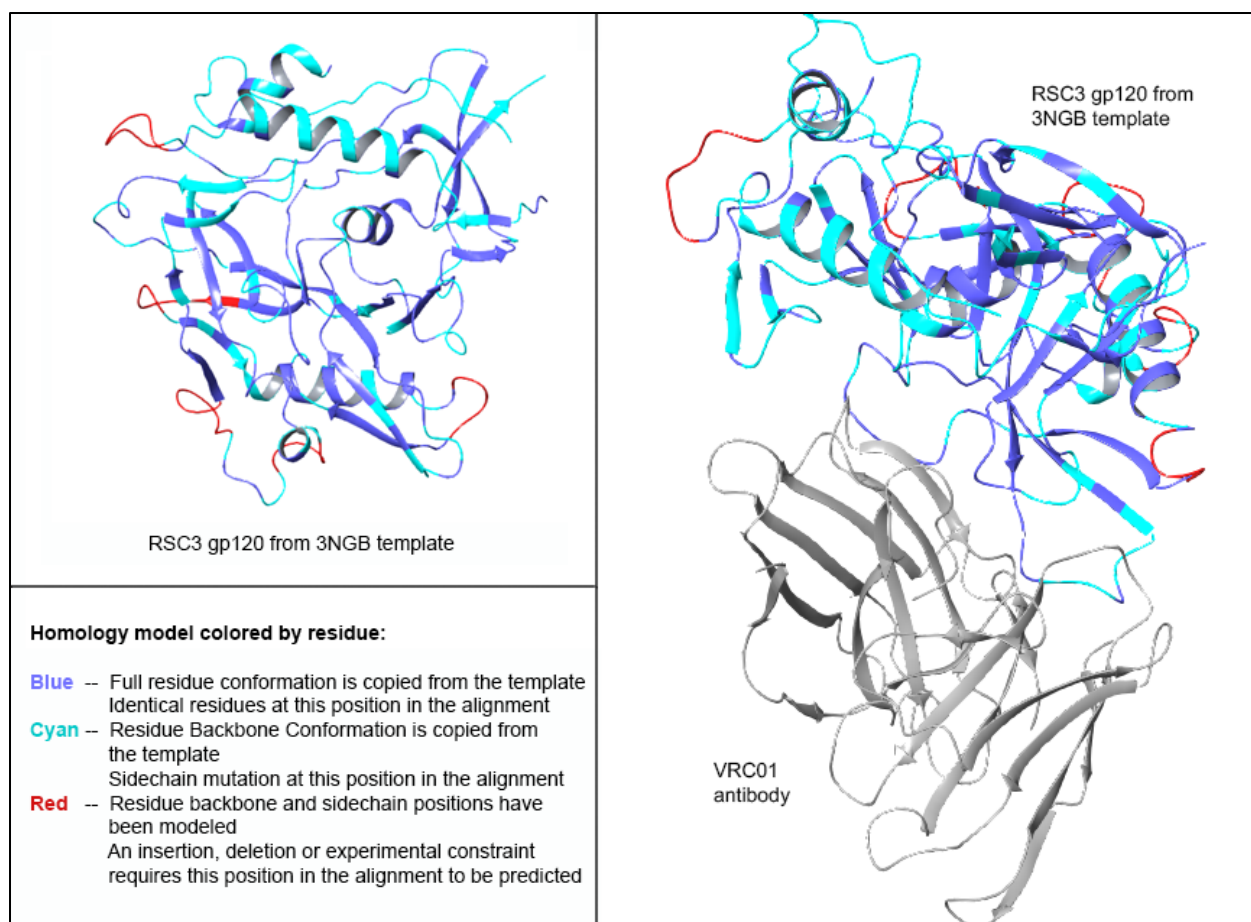 RSC3 gp120 from 3NGB template
Homology model colored by residue:
Blue -- Full residue conformation is copied from the template
Identical residues at this position in the alignment
Cyan -- Residue Backbone Conformation is copied from
the template
Sidechain mutation at this position in the alignment
Red -- Residue backbone and sidechain positions have
been modeled
An insertion, deletion or experimental constraint
requires this position in the alignment to be predicted
RSC3 gp120 from
3NGB template
VRC01
antibody